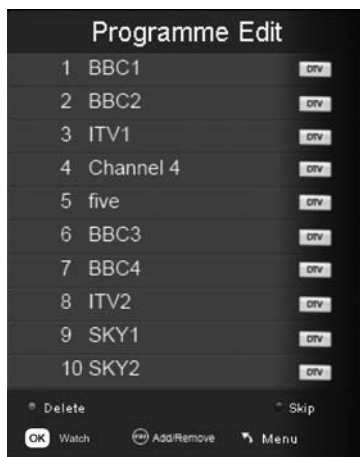 Programme Edit
1 BBC1 DTV
2 BBC2 DTV
3 ITV1 DTV
4 Channel 4 DTV
5 five DTV
6 BBC3 DTV
7 BBC4 DTV
8 ITV2 DTV
9 SKY1 DTV
10 SKY2 DTV
Delete Skip
OK Watch Add/Remove Menu